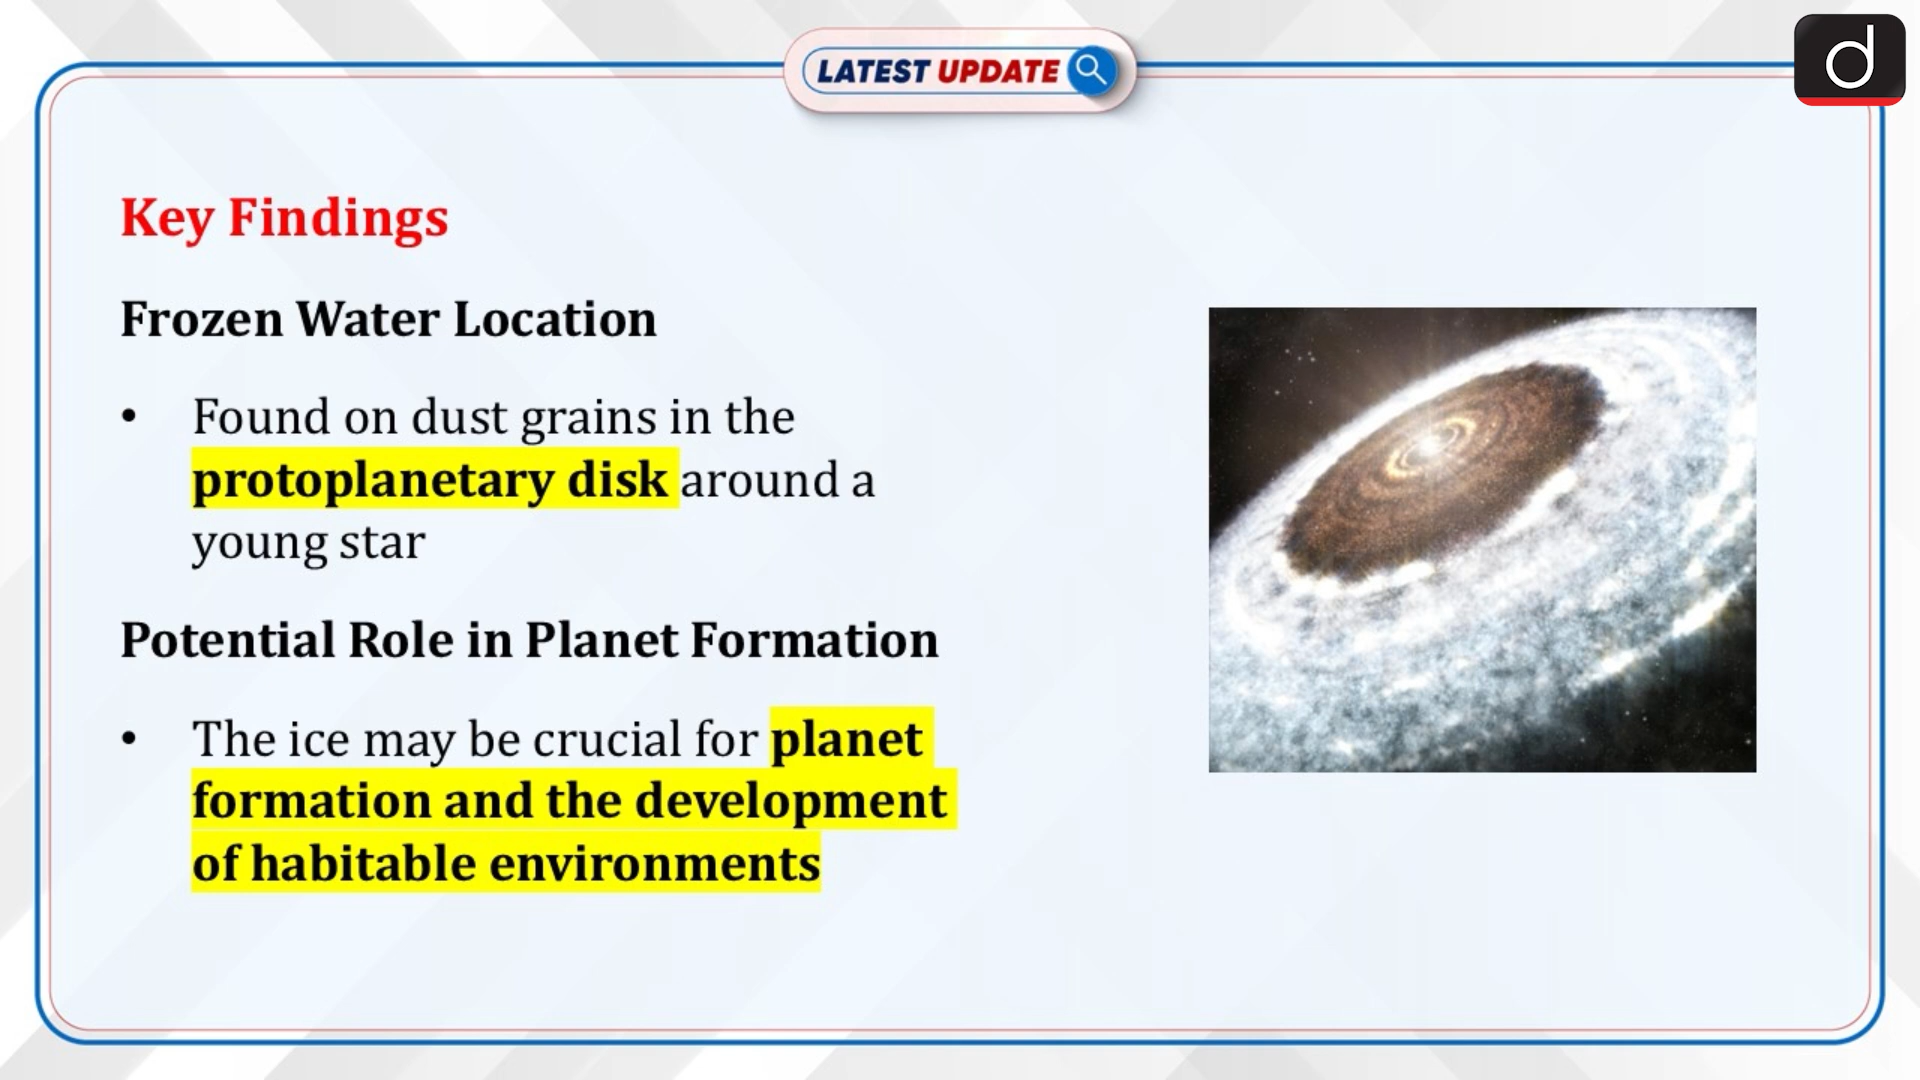 LATEST UPDATE
d
Key Findings
Frozen Water Location
• Found on dust grains in the
protoplanetary disk around a
young star
Potential Role in Planet Formation
• The ice may be crucial for planet
formation and the development
of habitable environments